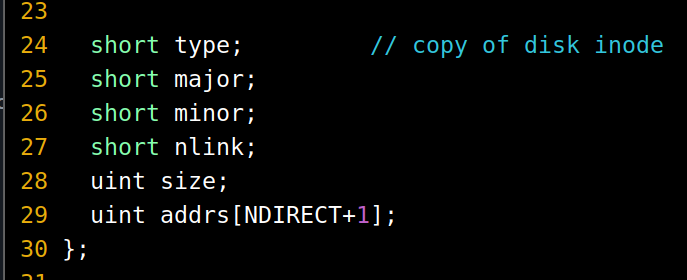 23
24 short type; // copy of disk inode
25 short major;
26 short minor;
27 short nlink;
28 uint size;
29 uint addrs[NDIRECT+1];
30 };
31